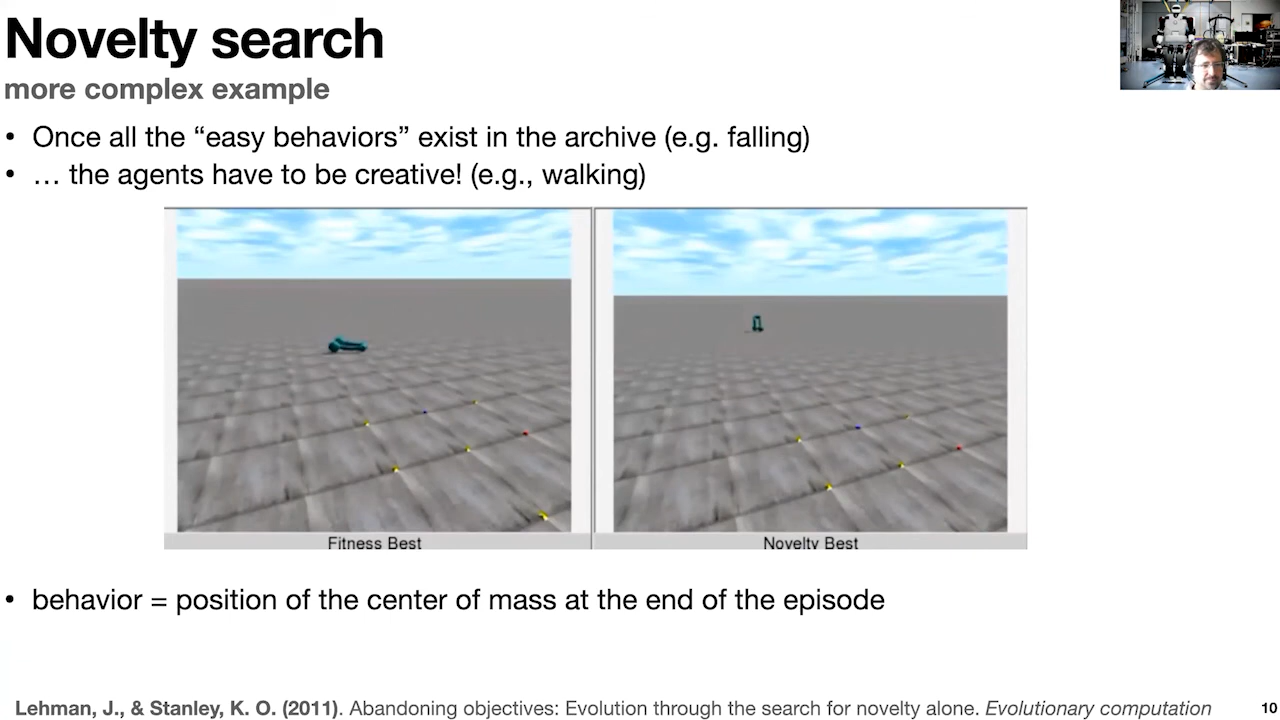 Novelty search
more complex example
• Once all the “easy behaviors” exist in the archive (e.g. falling)
• … the agents have to be creative! (e.g., walking)
Fitness Best
Novelty Best
• behavior = position of the center of mass at the end of the episode
Lehman, J., & Stanley, K. O. (2011). Abandoning objectives: Evolution through the search for novelty alone. Evolutionary computation
10